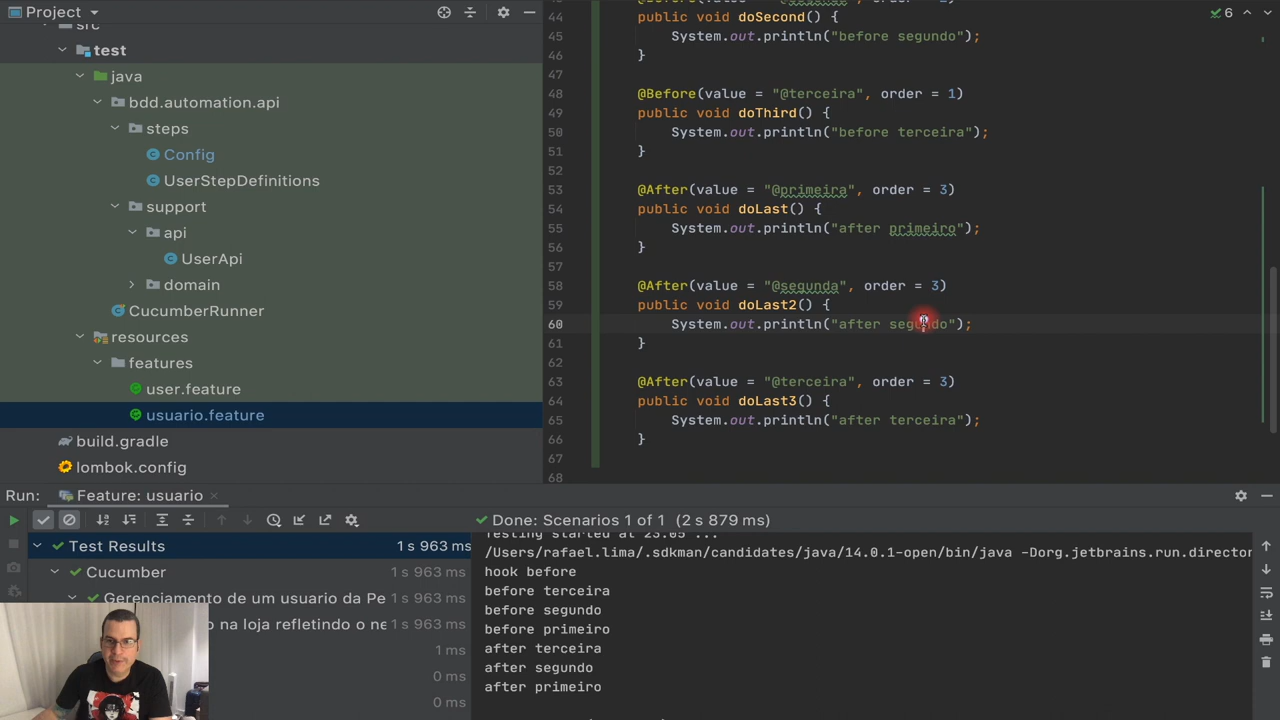 Project
src
test
java
bdd.automation.api
steps
Config
UserStepDefinitions
support
api
UserApi
domain
CucumberRunner
resources
features
user.feature
usuario.feature
build.gradle
lombok.config
44 public void doSecond() {
45 System.out.println("before segundo");
46 }
47
48 @Before(value = "@terceira", order = 1)
49 public void doThird() {
50 System.out.println("before terceira");
51 }
52
53 @After(value = "@primeira", order = 3)
54 public void doLast() {
55 System.out.println("after primeiro");
56 }
57
58 @After(value = "@segunda", order = 3)
59 public void doLast2() {
60 System.out.println("after segundo");
61 }
62
63 @After(value = "@terceira", order = 3)
64 public void doLast3() {
65 System.out.println("after terceira");
66 }
67
68
6
Run: Feature: usuario
Done: Scenarios 1 of 1 (2 s 879 ms)
Test Results 1 s 963 ms
Cucumber 1 s 963 ms
Gerenciamento de um usuario da Pe 1 s 963 ms
na loja refletindo o ne 1 s 963 ms
1 ms
0 ms
0 ms
Testing started at 23.05 ...
/Users/rafael.lima/.sdkman/candidates/java/14.0.1-open/bin/java -Dorg.jetbrains.run.director
hook before
before terceira
before segundo
before primeiro
after terceira
after segundo
after primeiro